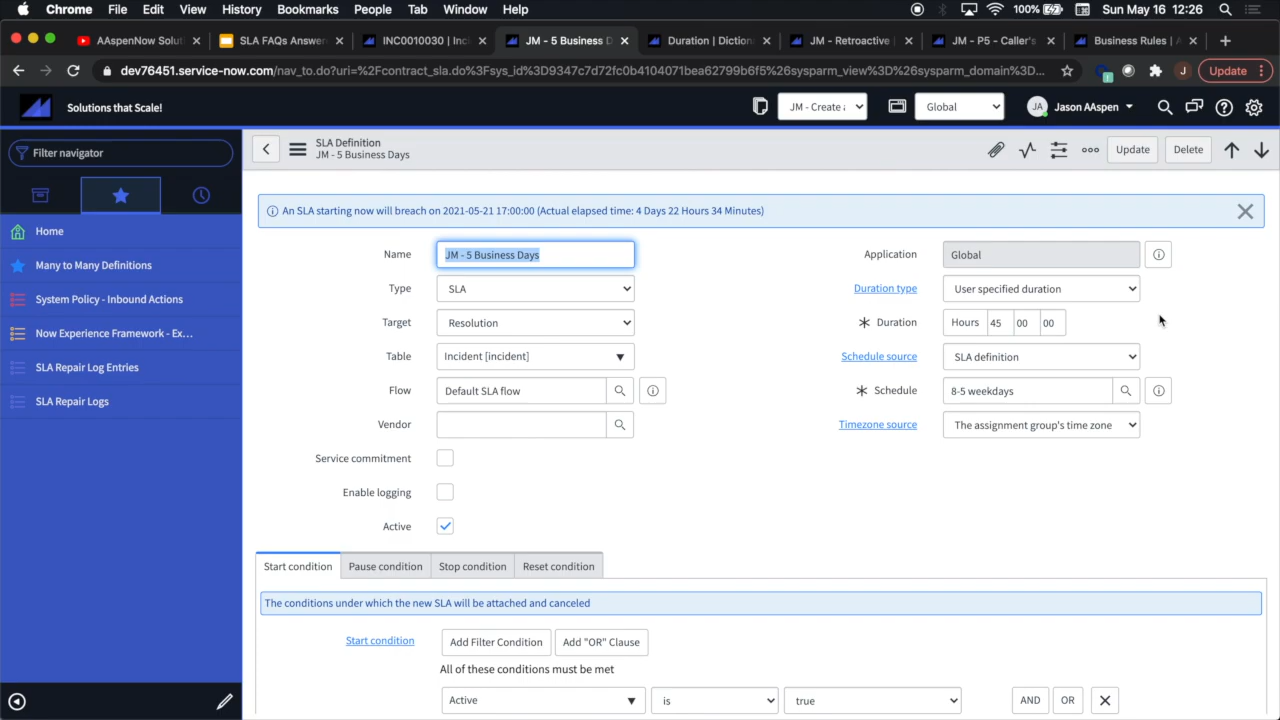 Chrome File Edit View History Bookmarks People Tab Window Help 100% Sun May 16 12:26
AAspenNow Solut SLA FAQs Answer INC0010030 | Inc JM - 5 Business D Duration | Diction JM - Retroactive JM - P5 - Caller's Business Rules | A
dev76451.service-now.com/nav_to.do?uri=%2Fcontract_sla.do%3Fsys_id%3D9347c7d72fc0b4104071bea62799b6f5%26sysparm_view%3D%26sysparm_domain%3D... J Update
Solutions that Scale! JM - Create a Global JA Jason AAspen
Filter navigator
Home
Many to Many Definitions
System Policy - Inbound Actions
Now Experience Framework - Ex...
SLA Repair Log Entries
SLA Repair Logs
SLA Definition
JM - 5 Business Days
Update Delete
An SLA starting now will breach on 2021-05-21 17:00:00 (Actual elapsed time: 4 Days 22 Hours 34 Minutes)
Name JM - 5 Business Days Application Global
Type SLA Duration type User specified duration
Target Resolution Duration Hours 45 00 00
Table Incident [incident] Schedule source SLA definition
Flow Default SLA flow Schedule 8-5 weekdays
Vendor Timezone source The assignment group's time zone
Service commitment
Enable logging
Active
Start condition Pause condition Stop condition Reset condition
The conditions under which the new SLA will be attached and canceled
Start condition Add Filter Condition Add "OR" Clause
All of these conditions must be met
Active is true AND OR